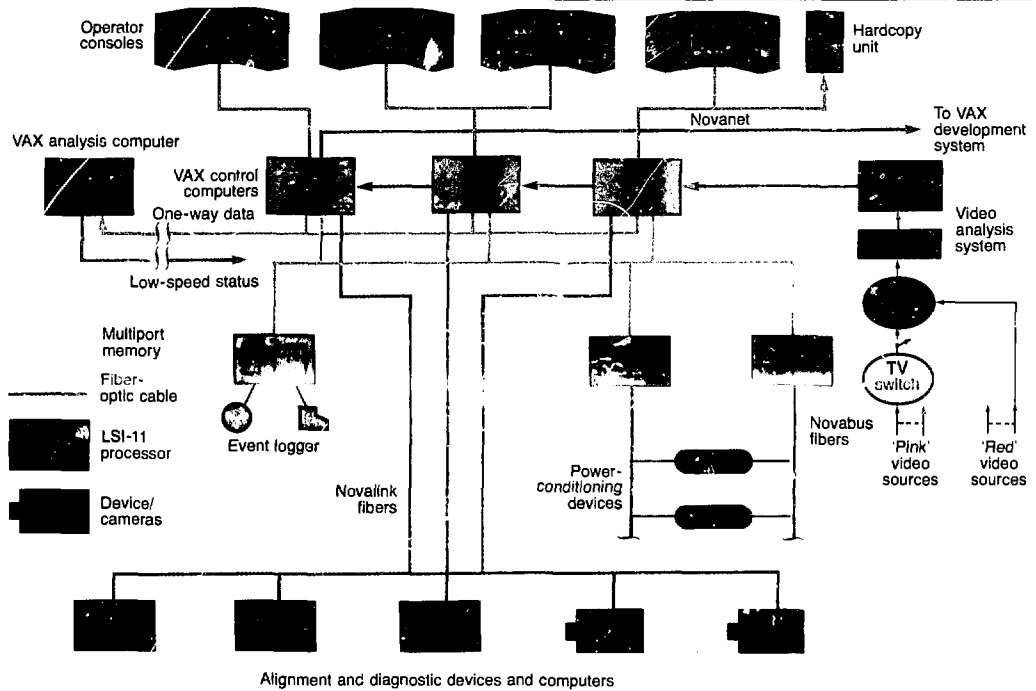 Operator
consoles
Hardcopy
unit
Novanet
To VAX
development
system
VAX analysis computer
VAX control
computers
One-way data
Low-speed status
Video
analysis
system
Multiport
memory
Fiber-
optic cable
LSI-11
processor
Device/
cameras
Event logger
Novalink
fibers
Power-
conditioning
devices
Novabus
fibers
TV
switch
'Pink'
video
sources
'Red'
video
sources
Alignment and diagnostic devices and computers